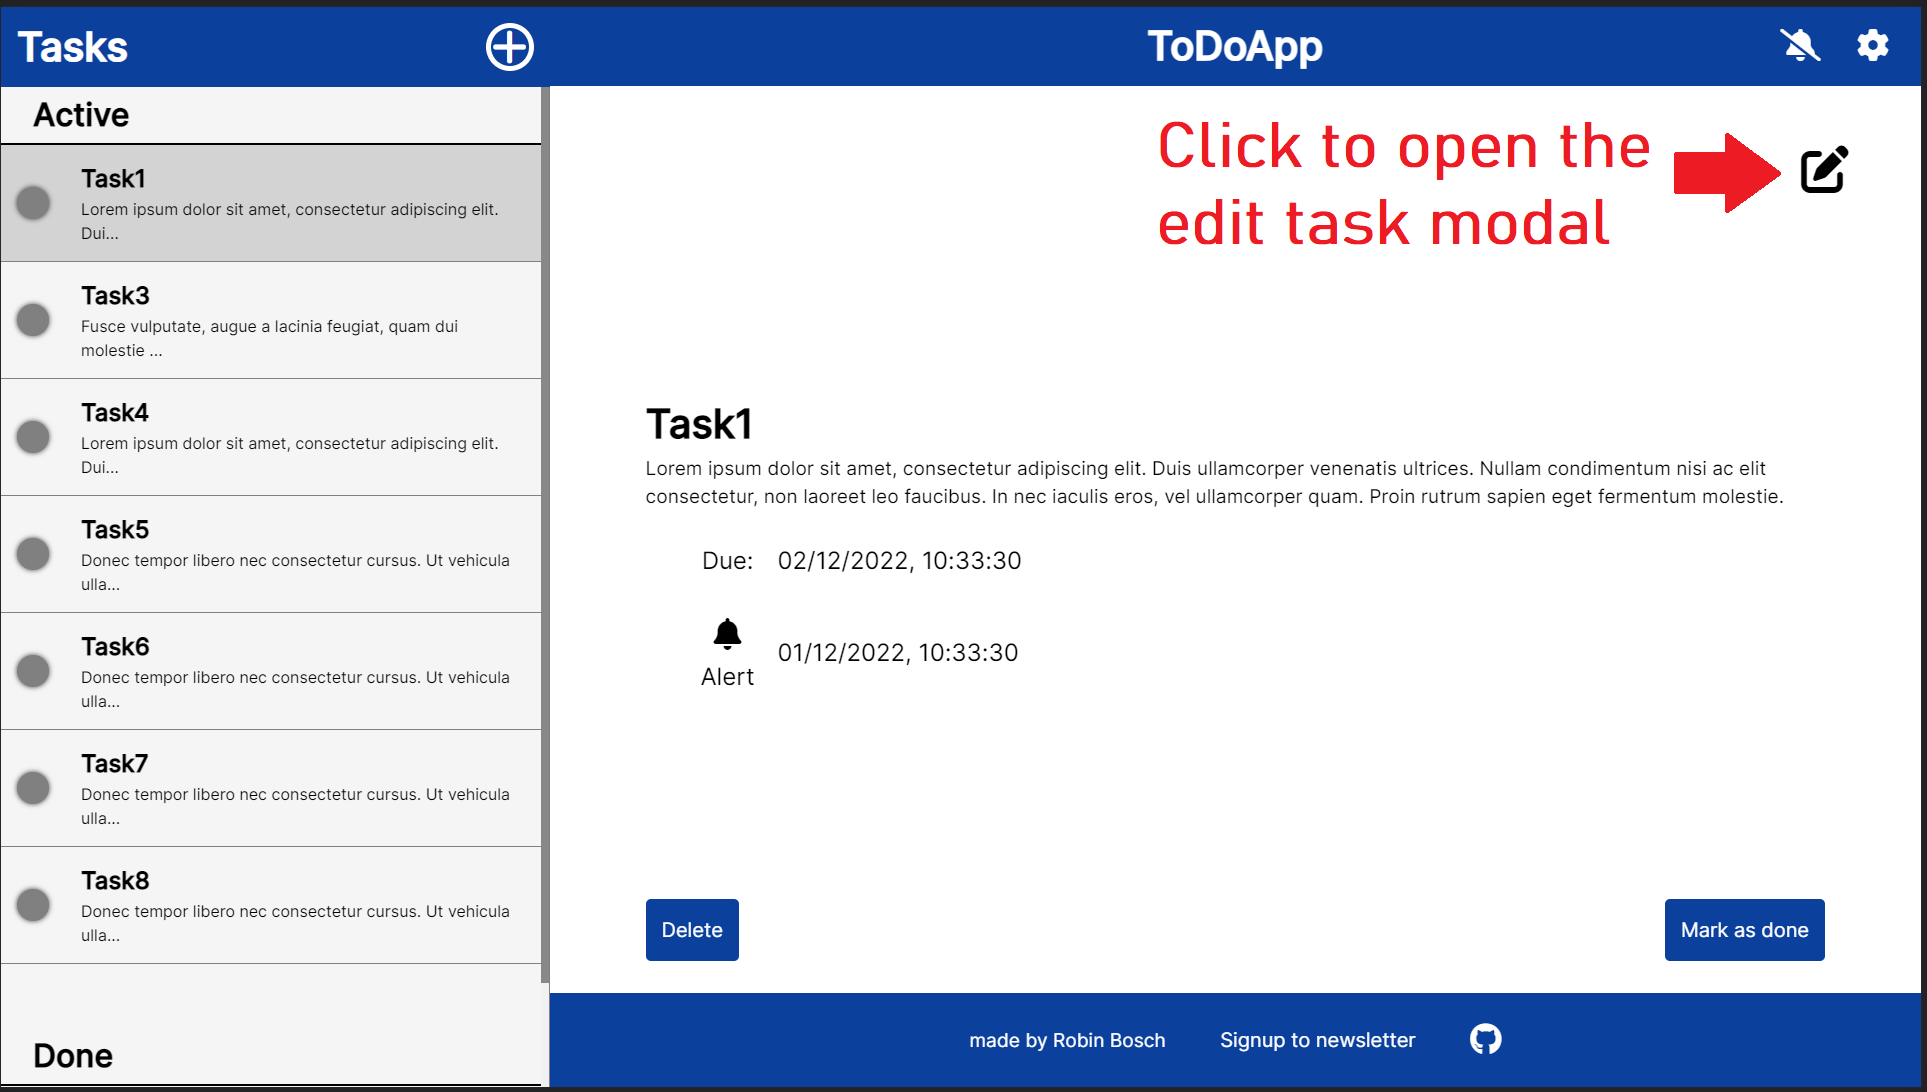 Tasks
ToDoApp
Active
Task1
Lorem ipsum dolor sit amet, consectetur adipiscing elit.
Dui...
Task3
Fusce vulputate, augue a lacinia feugiat, quam dui
molestie ...
Task4
Lorem ipsum dolor sit amet, consectetur adipiscing elit.
Dui...
Task5
Donec tempor libero nec consectetur cursus. Ut vehicula
ulla...
Task6
Donec tempor libero nec consectetur cursus. Ut vehicula
ulla...
Task7
Donec tempor libero nec consectetur cursus. Ut vehicula
ulla...
Task8
Donec tempor libero nec consectetur cursus. Ut vehicula
ulla...
Done
Click to open the
edit task modal
Task1
Lorem ipsum dolor sit amet, consectetur adipiscing elit. Duis ullamcorper venenatis ultrices. Nullam condimentum nisi ac elit
consectetur, non laoreet leo faucibus. In nec iaculis eros, vel ullamcorper quam. Proin rutrum sapien eget fermentum molestie.
Due: 02/12/2022, 10:33:30
Alert 01/12/2022, 10:33:30
Delete
Mark as done
made by Robin Bosch
Signup to newsletter